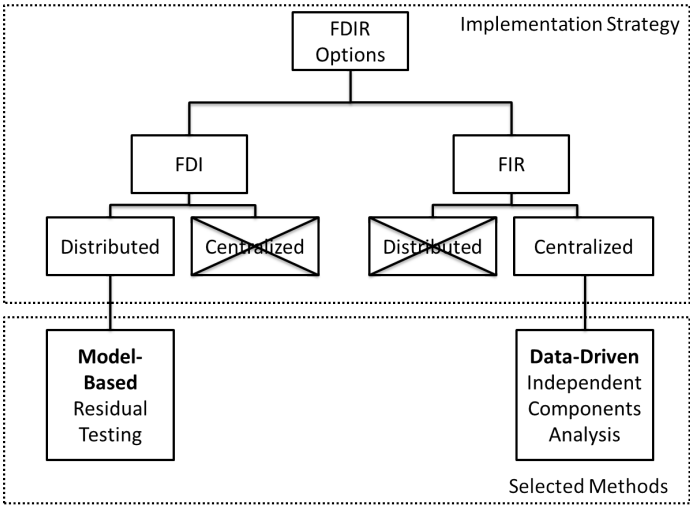 Implementation Strategy
FDIR
Options
FDI
FIR
Distributed
Centralized
Distributed
Centralized
Model-
Based
Residual
Testing
Data-Driven
Independent
Components
Analysis
Selected Methods